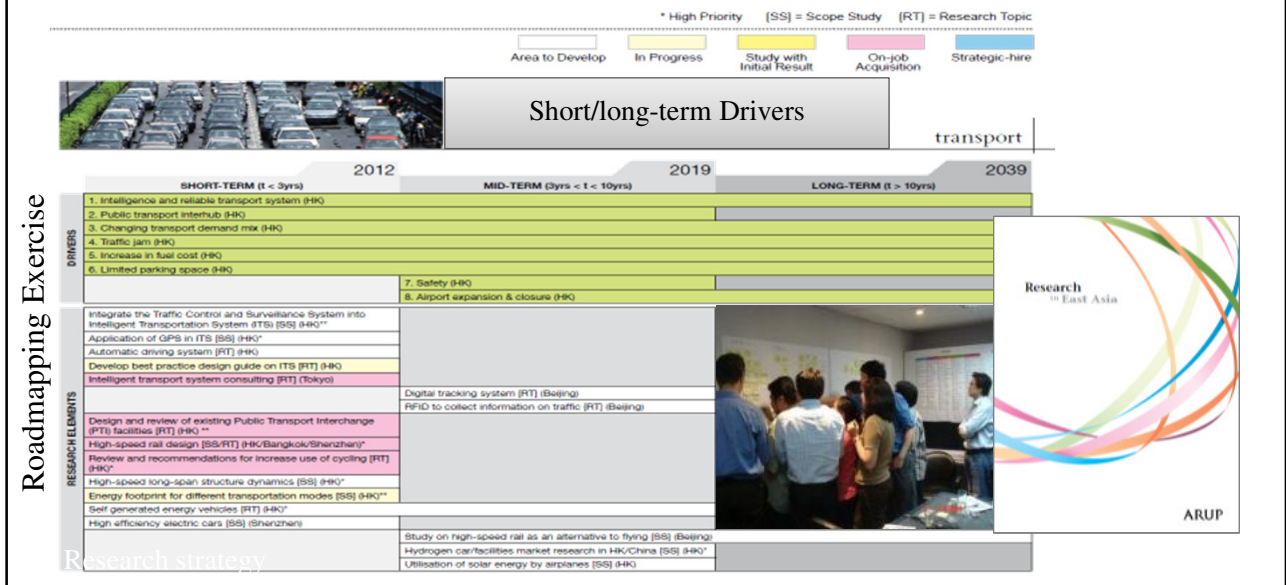 * High Priority [SS] = Scope Study [RT] = Research Topic
Area to Develop
In Progress
Study with
Initial Result
On-job
Acquisition
Strategic-hire
Short/long-term Drivers
transport
Roadmapping Exercise
2012
2019
2039
SHORT-TERM (t < 3yrs)
MID-TERM (3yrs < t < 10yrs)
LONG-TERM (t > 10yrs)
DRIVERS
1. Intelligence and reliable transport system (HK)
2. Public transport interhub (HK)
3. Changing transport demand mix (HK)
4. Traffic jam (HK)
5. Increase in fuel cost (HK)
6. Limited parking space (HK)
7. Safety (HK)
8. Airport expansion & closure (HK)
RESEARCH ELEMENTS
Integrate the Traffic Control and Surveillance System into
Intelligent Transportation System (ITS) [SS] (HK)**
Application of GPS in ITS [SS] (HK)*
Automatic driving system [RT] (HK)
Develop best practice design guide on ITS [RT] (HK)
Intelligent transport system consulting [RT] (Tokyo)
Digital tracking system [RT] (Beijing)
RFID to collect information on traffic [RT] (Beijing)
Design and review of existing Public Transport Interchange
(PTI) facilities [RT] (HK) **
High-speed rail design [SS/RT] (HK/Bangkok/Shenzhen)*
Review and recommendations for increase use of cycling [RT]
(HK)*
High-speed long-span structure dynamics [SS] (HK)*
Energy footprint for different transportation modes [SS] (HK)**
Self generated energy vehicles [RT] (HK)*
High efficiency electric cars [SS] (Shenzhen)
Study on high-speed rail as an alternative to flying [SS] (Beijing)
Hydrogen car/facilities market research in HK/China [SS] (HK)*
Utilisation of solar energy by airplanes [SS] (HK)
Research strategy
Research
in East Asia
ARUP